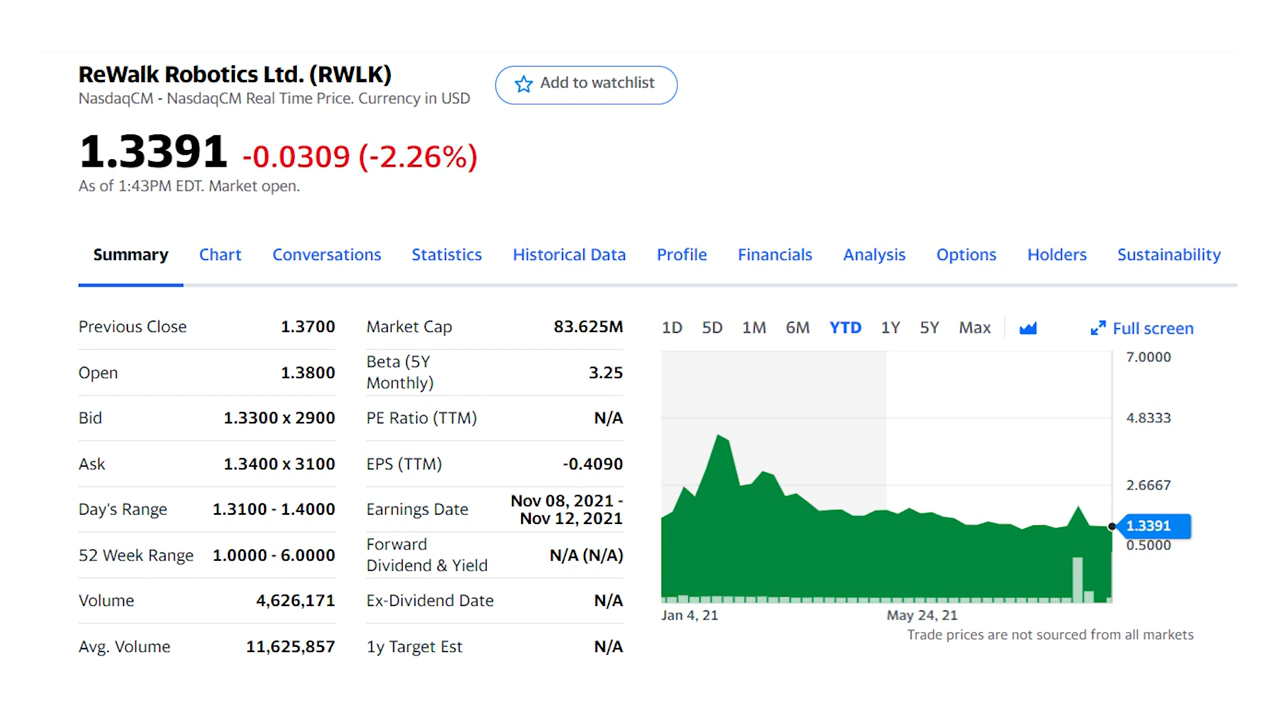 ReWalk Robotics Ltd. (RWLK)
Add to watchlist
NasdaqCM - NasdaqCM Real Time Price. Currency in USD
1.3391 -0.0309 (-2.26%)
As of 1:43PM EDT. Market open.
Summary Chart Conversations Statistics Historical Data Profile Financials Analysis Options Holders Sustainability
Previous Close 1.3700
Open 1.3800
Bid 1.3300 x 2900
Ask 1.3400 x 3100
Day's Range 1.3100 - 1.4000
52 Week Range 1.0000 - 6.0000
Volume 4,626,171
Avg. Volume 11,625,857
Market Cap 83.625M
Beta (5Y
Monthly) 3.25
PE Ratio (TTM) N/A
EPS (TTM) -0.4090
Earnings Date Nov 08, 2021 -
Nov 12, 2021
Forward
Dividend & Yield N/A (N/A)
Ex-Dividend Date N/A
1y Target Est N/A
1D 5D 1M 6M YTD 1Y 5Y Max Full screen
7.0000
4.8333
2.6667
1.3391
0.5000
Jan 4, 21 May 24, 21
Trade prices are not sourced from all markets